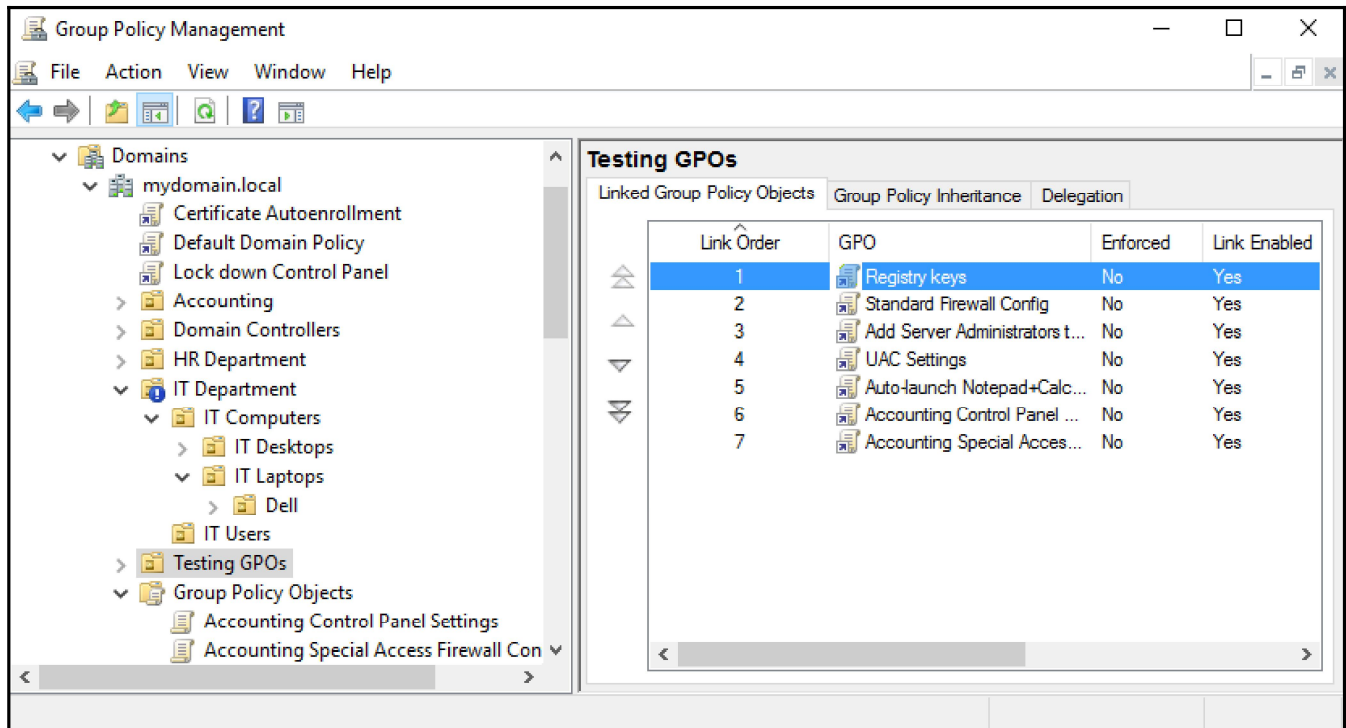 Group Policy Management
File Action View Window Help
Domains
mydomain.local
Certificate Autoenrollment
Default Domain Policy
Lock down Control Panel
Accounting
Domain Controllers
HR Department
IT Department
IT Computers
IT Desktops
IT Laptops
Dell
IT Users
Testing GPOs
Group Policy Objects
Accounting Control Panel Settings
Accounting Special Access Firewall Con
Testing GPOs
Linked Group Policy Objects Group Policy Inheritance Delegation
Link Order GPO Enforced Link Enabled
1 Registry keys No Yes
2 Standard Firewall Config No Yes
3 Add Server Administrators t... No Yes
4 UAC Settings No Yes
5 Auto-launch Notepad+Calc... No Yes
6 Accounting Control Panel ... No Yes
7 Accounting Special Acces... No Yes